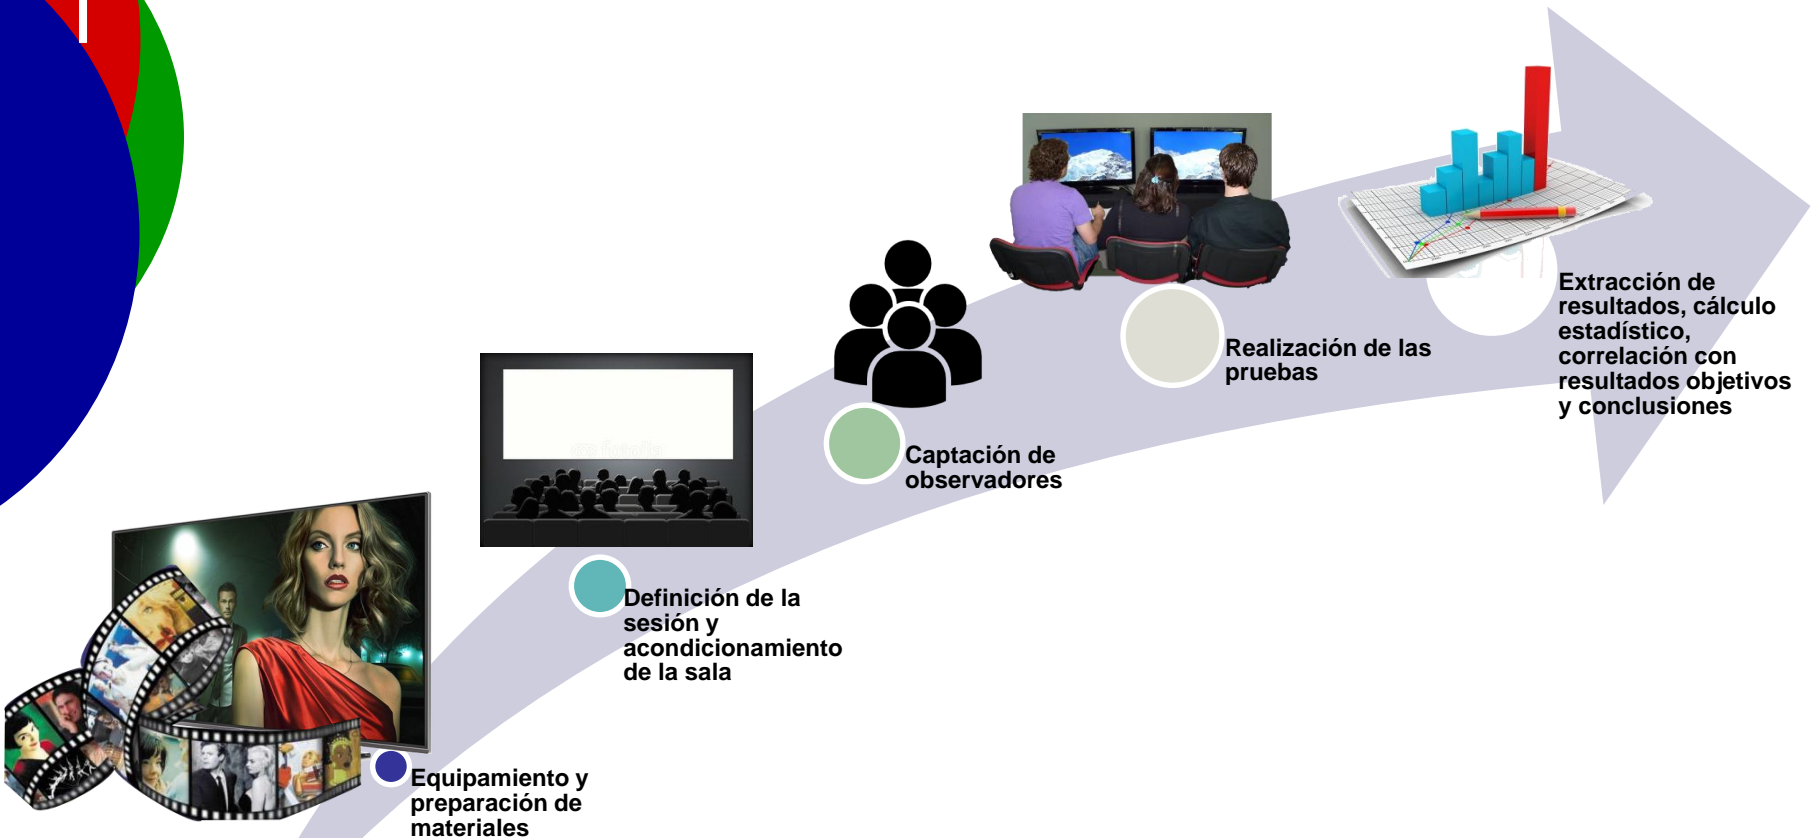 Equipamiento y
preparación de
materiales
Definición de la
sesión y
acondicionamiento
de la sala
Captación de
observadores
Realización de las
pruebas
Extracción de
resultados, cálculo
estadístico,
correlación con
resultados objetivos
y conclusiones